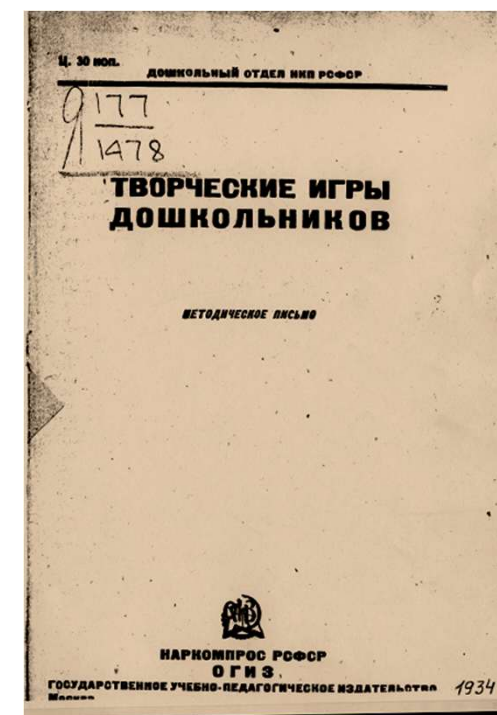 Ц. 30 коп.
ДОШКОЛЬНЫЙ ОТДЕЛ НКП РСФСР
Д 177
1478
ТВОРЧЕСКИЕ ИГРЫ
ДОШКОЛЬНИКОВ
МЕТОДИЧЕСКОЕ ПИСЬМО
НАРКОМПРОС РСФСР
ОГИЗ
ГОСУДАРСТВЕННОЕ УЧЕБНО-ПЕДАГОГИЧЕСКОЕ ИЗДАТЕЛЬСТВО 1934
Москва